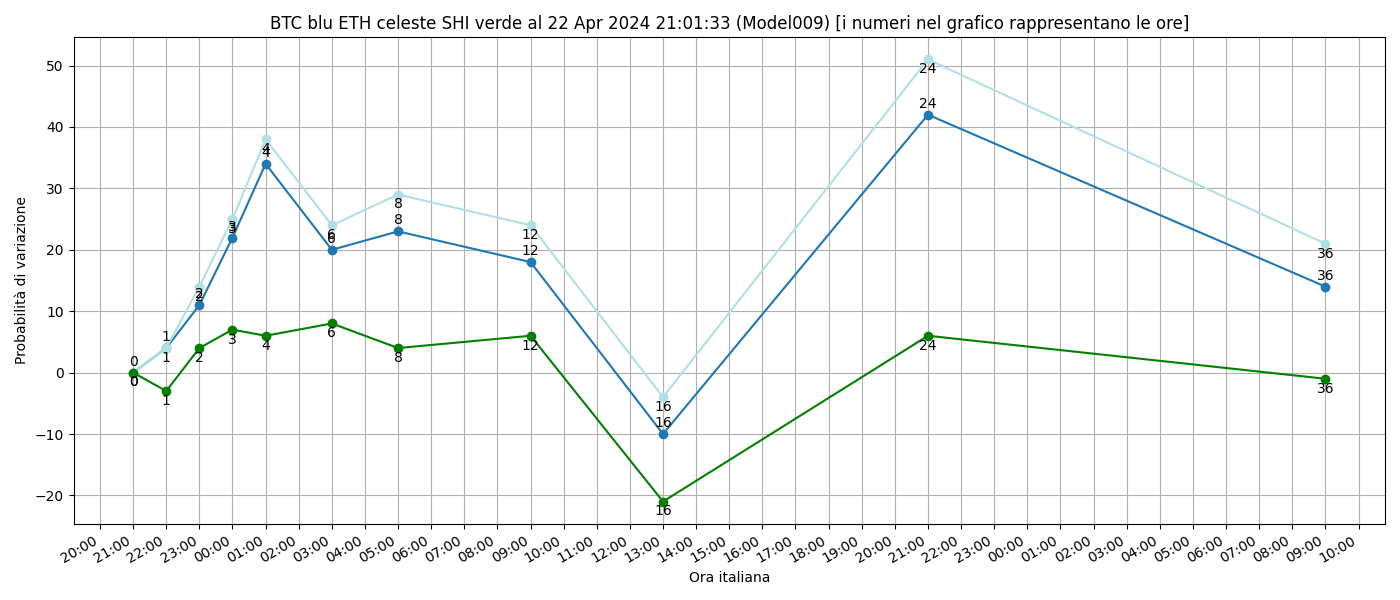 BTC blu ETH celeste SHI verde al 22 Apr 2024 21:01:33 (Model009) [i numeri nel grafico rappresentano le ore]
Probabilità di variazione
50
40
30
20
10
0
−10
−20
0 1 2 3 4 6 8 12 16 24 36
0 1 2 3 4 6 8 12 16 24 36
0 1 2 3 4 6 8 12 16 24 36
20:00 21:00 22:00 23:00 00:00 01:00 02:00 03:00 04:00 05:00 06:00 07:00 08:00 09:00 10:00 11:00 12:00 13:00 14:00 15:00 16:00 17:00 18:00 19:00 20:00 21:00 22:00 23:00 00:00 01:00 02:00 03:00 04:00 05:00 06:00 07:00 08:00 09:00 10:00
Ora italiana